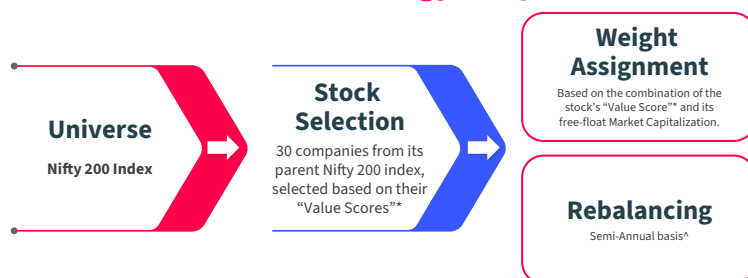 Universe
Nifty 200 Index
Stock
Selection
30 companies from its
parent Nifty 200 index,
selected based on their
“Value Scores”*
Weight
Assignment
Based on the combination of the
stock’s “Value Score”* and its
free-float Market Capitalization.
Rebalancing
Semi-Annual basis^